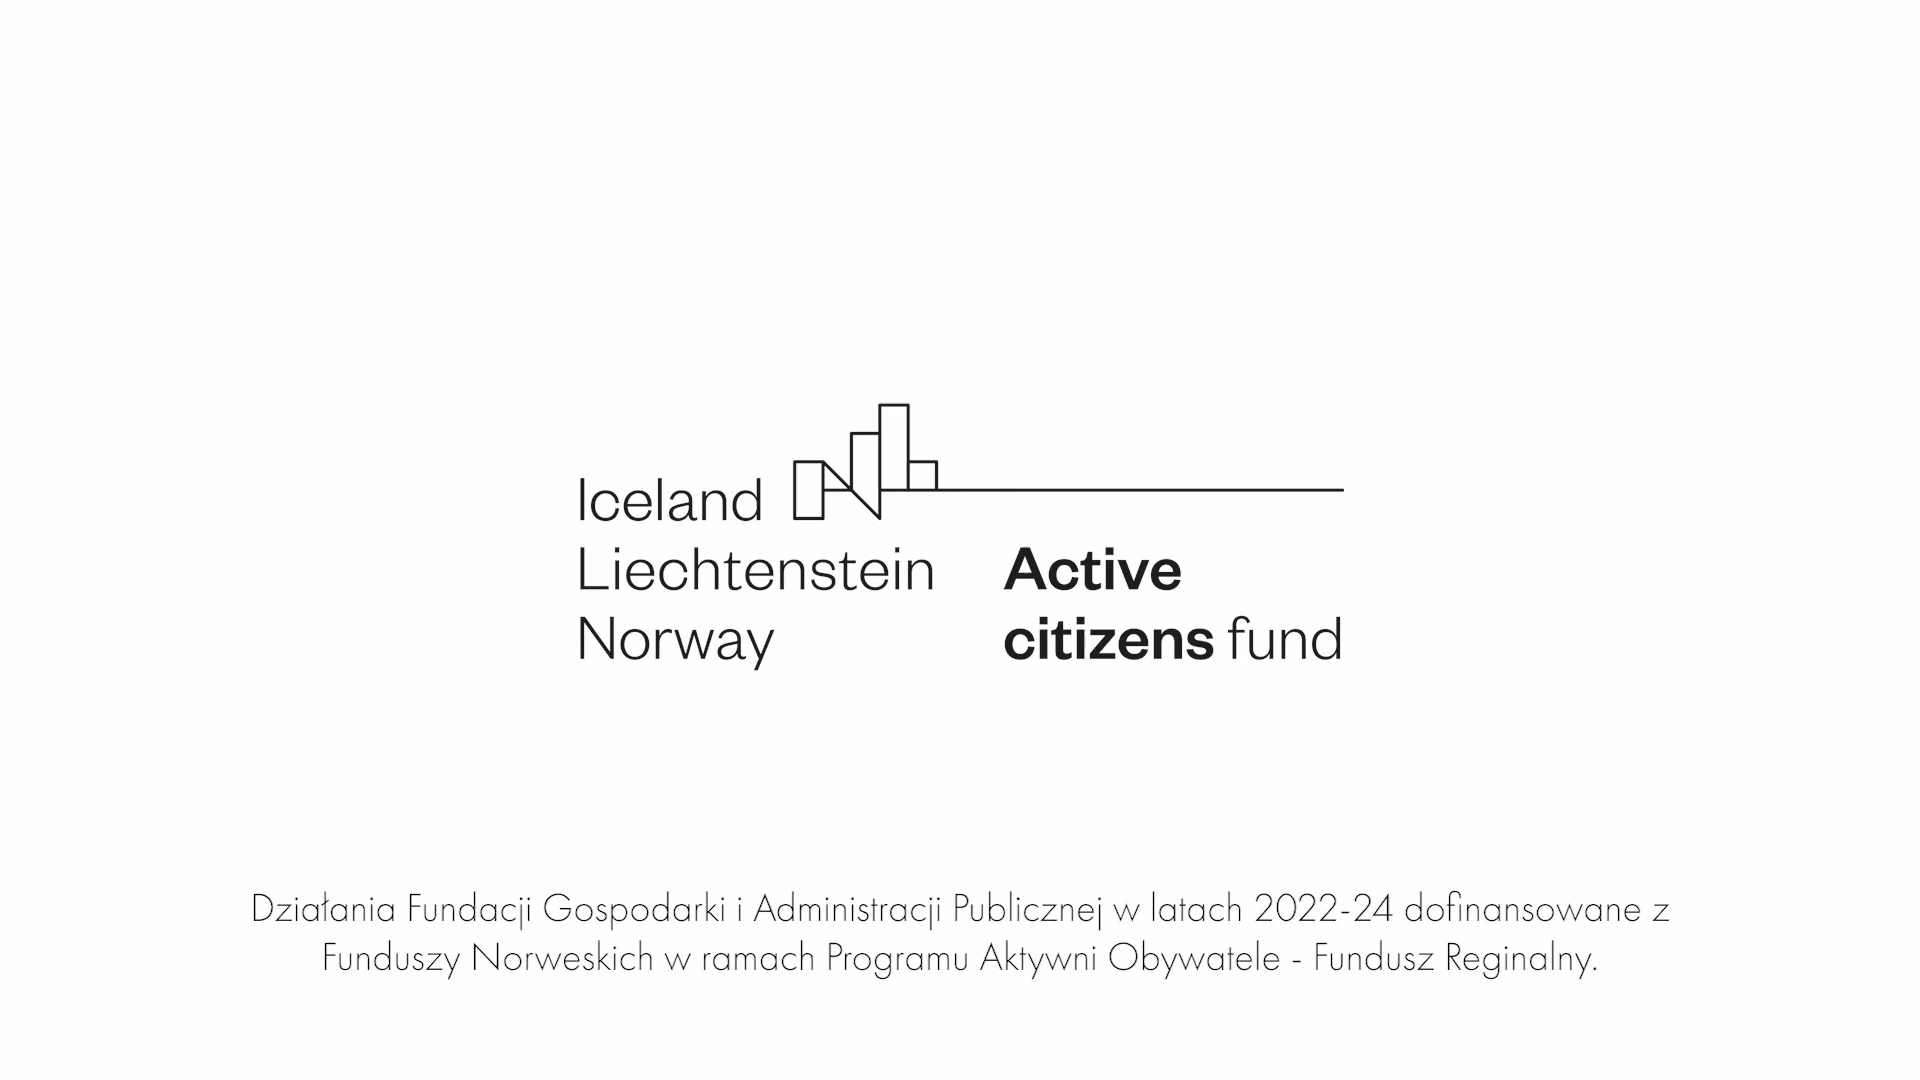 Iceland
Liechtenstein
Norway
Active
citizens fund
Działania Fundacji Gospodarki i Administracji Publicznej w latach 2022-24 dofinansowane z
Funduszy Norweskich w ramach Programu Aktywni Obywatele - Fundusz Reginalny.